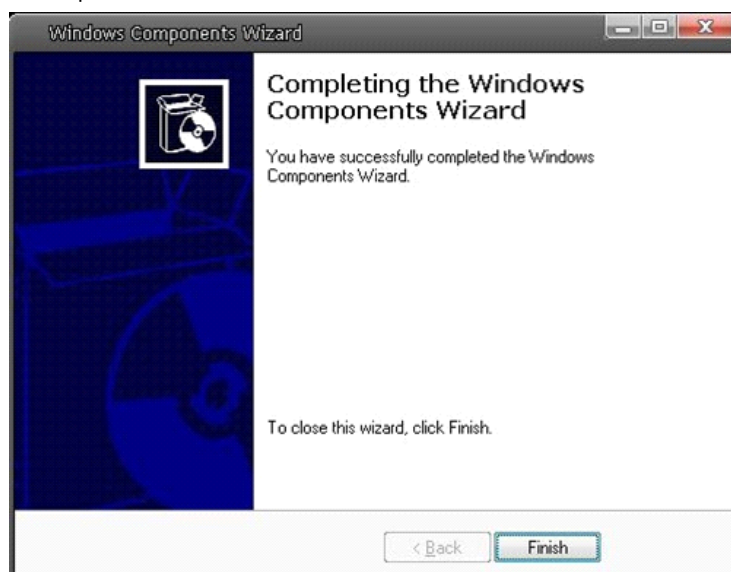 Windows Components Wizard
Completing the Windows
Components Wizard
You have successfully completed the Windows
Components Wizard.
To close this wizard, click Finish.
< Back
Finish